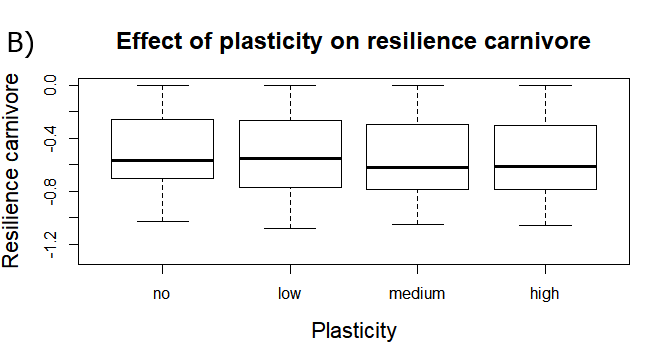 B)
Effect of plasticity on resilience carnivore
Resilience carnivore
0.0
-0.4
-0.8
-1.2
no low medium high
Plasticity